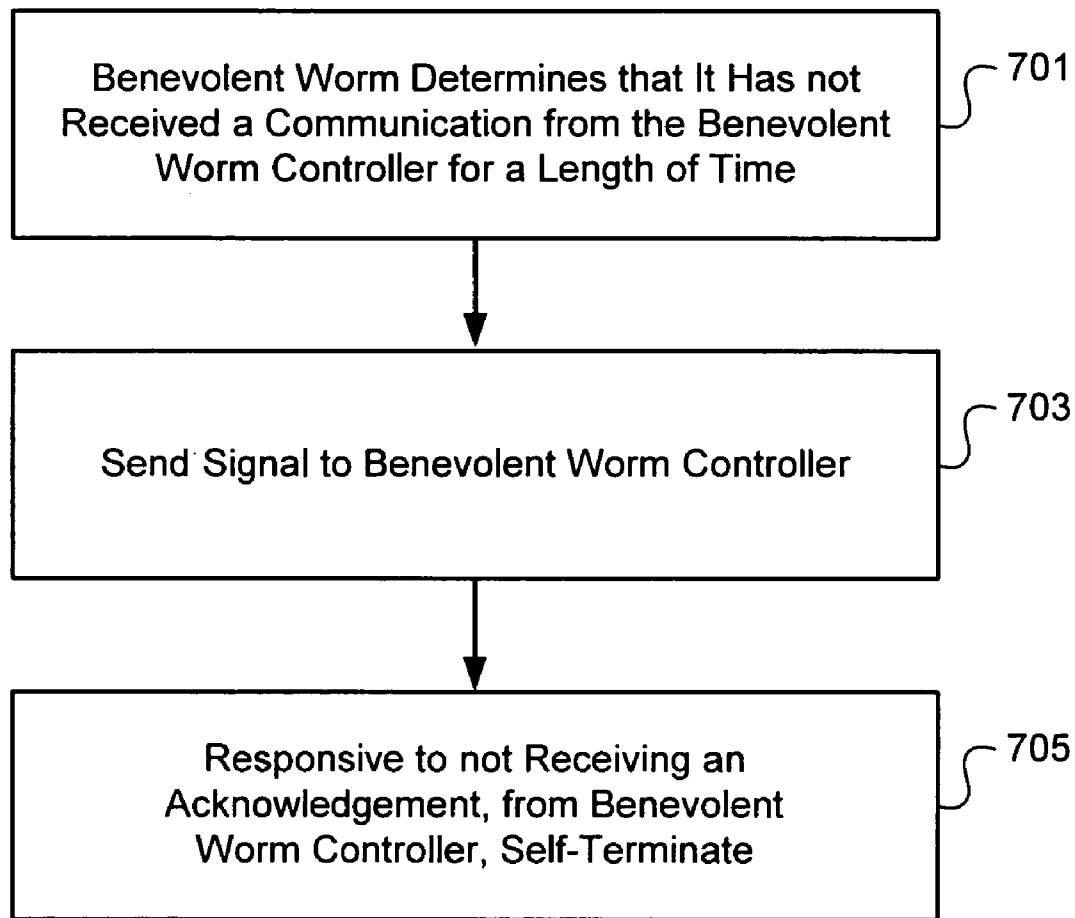 Benevolent Worm Determines that It Has not
Received a Communication from the Benevolent
Worm Controller for a Length of Time
701
Send Signal to Benevolent Worm Controller
703
Responsive to not Receiving an
Acknowledgement, from Benevolent
Worm Controller, Self-Terminate
705